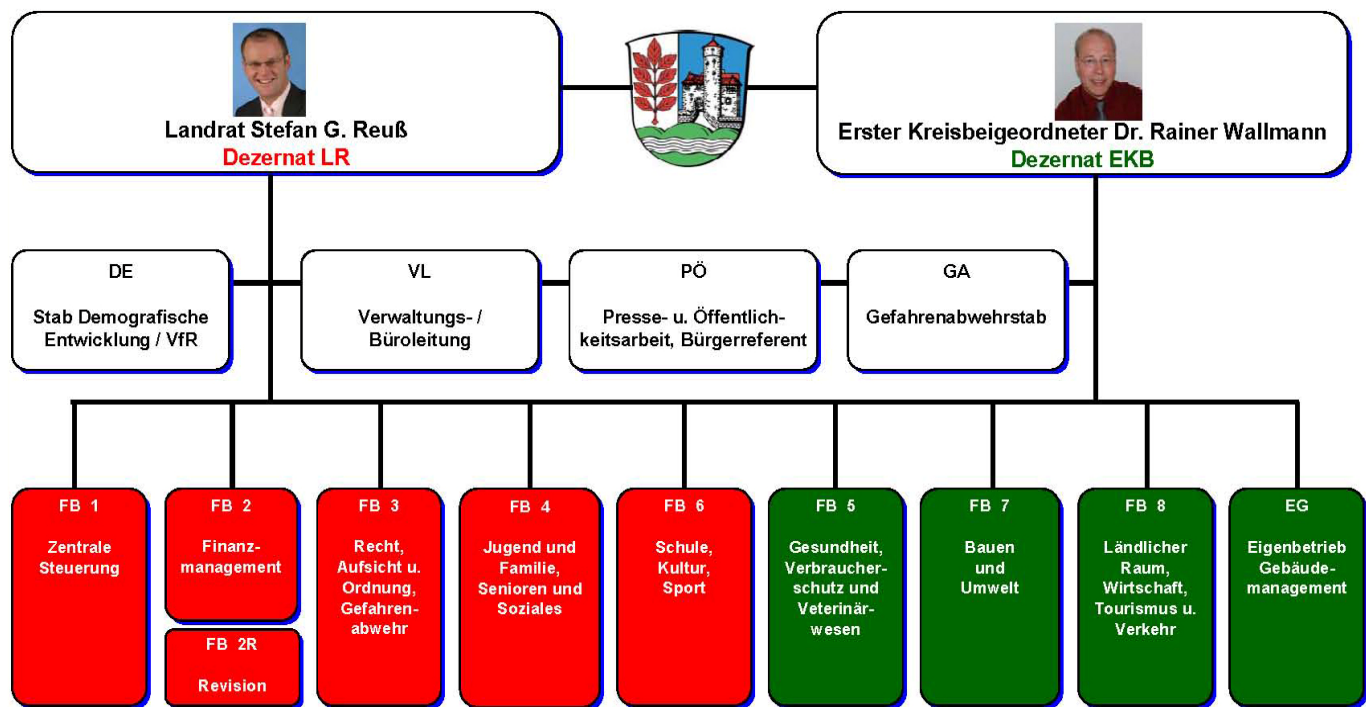 Landrat Stefan G. Reuß
Dezernat LR
Erster Kreisbeigeordneter Dr. Rainer Wallmann
Dezernat EKB
DE
Stab Demografische
Entwicklung / VfR
VL
Verwaltungs- /
Büroleitung
PÖ
Presse- u. Öffentlich-
keitsarbeit, Bürgerreferent
GA
Gefahrenabwehrstab
FB 1
Zentrale
Steuerung
FB 2
Finanz-
management
FB 2R
Revision
FB 3
Recht,
Aufsicht u.
Ordnung,
Gefahren-
abwehr
FB 4
Jugend und
Familie,
Senioren und
Soziales
FB 6
Schule,
Kultur,
Sport
FB 5
Gesundheit,
Verbraucher-
schutz und
Veterinär-
wesen
FB 7
Bauen
und
Umwelt
FB 8
Ländlicher
Raum,
Wirtschaft,
Tourismus u.
Verkehr
EG
Eigenbetrieb
Gebäude-
management